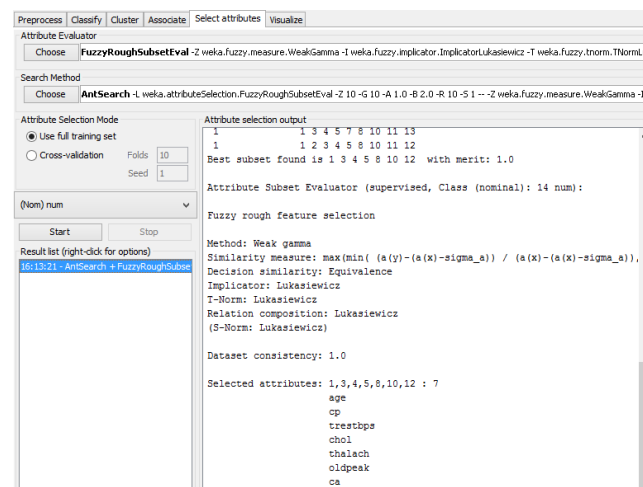 Preprocess Classify Cluster Associate Select attributes Visualize
Attribute Evaluator
Choose FuzzyRoughSubsetEval -Z weka.fuzzy.measure.WeakGamma -I weka.fuzzy.implicator.ImplicatorLukasiewicz -T weka.fuzzy.tnorm.TNormL
Search Method
Choose AntSearch -L weka.attributeSelection.FuzzyRoughSubsetEval -Z 10 -G 10 -A 1.0 -B 2.0 -R 10 -S 1 -- -Z weka.fuzzy.measure.WeakGamma -I
Attribute Selection Mode
Use full training set
Cross-validation Folds 10
Seed 1
(Nom) num
Start Stop
Result list (right-click for options)
16:13:21 - AntSearch + FuzzyRoughSubse
Attribute selection output
1 1 3 4 5 7 8 10 11 13
1 1 2 3 4 5 8 10 11 12
Best subset found is 1 3 4 5 8 10 12 with merit: 1.0
Attribute Subset Evaluator (supervised, Class (nominal): 14 num):
Fuzzy rough feature selection
Method: Weak gamma
Similarity measure: max(min( (a(y)-(a(x)-sigma_a)) / (a(x)-(a(x)-sigma_a)),
Decision similarity: Equivalence
Implicator: Lukasiewicz
T-Norm: Lukasiewicz
Relation composition: Lukasiewicz
(S-Norm: Lukasiewicz)
Dataset consistency: 1.0
Selected attributes: 1,3,4,5,8,10,12 : 7
age
cp
trestbps
chol
thalach
oldpeak
ca